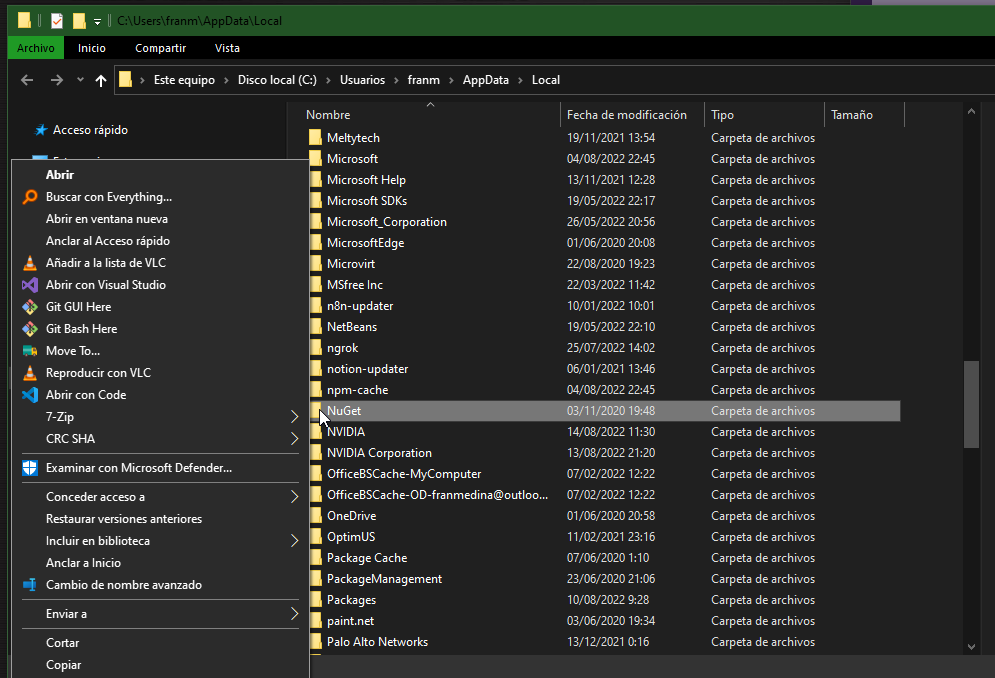 C:\Users\franm\AppData\Local
Archivo Inicio Compartir Vista
Este equipo Disco local (C:) Usuarios franm AppData Local
Acceso rápido
Abrir
Buscar con Everything...
Abrir en ventana nueva
Anclar al Acceso rápido
Añadir a la lista de VLC
Abrir con Visual Studio
Git GUI Here
Git Bash Here
Move To...
Reproducir con VLC
Abrir con Code
7-Zip
CRC SHA
Examinar con Microsoft Defender...
Conceder acceso a
Restaurar versiones anteriores
Incluir en biblioteca
Anclar a Inicio
Cambio de nombre avanzado
Enviar a
Cortar
Copiar
Nombre Fecha de modificación Tipo Tamaño
Meltytech 19/11/2021 13:54 Carpeta de archivos
Microsoft 04/08/2022 22:45 Carpeta de archivos
Microsoft Help 13/11/2021 12:28 Carpeta de archivos
Microsoft SDKs 19/05/2022 22:17 Carpeta de archivos
Microsoft_Corporation 26/05/2022 20:56 Carpeta de archivos
MicrosoftEdge 01/06/2020 20:08 Carpeta de archivos
Microvirt 22/08/2020 19:23 Carpeta de archivos
MSfree Inc 22/03/2022 11:42 Carpeta de archivos
n8n-updater 10/01/2022 10:01 Carpeta de archivos
NetBeans 19/05/2022 22:10 Carpeta de archivos
ngrok 25/07/2022 14:02 Carpeta de archivos
notion-updater 06/01/2021 13:46 Carpeta de archivos
npm-cache 04/08/2022 22:45 Carpeta de archivos
NuGet 03/11/2020 19:48 Carpeta de archivos
NVIDIA 14/08/2022 11:30 Carpeta de archivos
NVIDIA Corporation 13/08/2022 21:20 Carpeta de archivos
OfficeBSCache-MyComputer 07/02/2022 12:22 Carpeta de archivos
OfficeBSCache-OD-franmedina@outloo... 07/02/2022 12:22 Carpeta de archivos
OneDrive 01/06/2020 20:58 Carpeta de archivos
OptimUS 11/02/2021 23:16 Carpeta de archivos
Package Cache 07/06/2020 1:10 Carpeta de archivos
PackageManagement 23/06/2020 21:06 Carpeta de archivos
Packages 10/08/2022 9:28 Carpeta de archivos
paint.net 03/06/2020 19:34 Carpeta de archivos
Palo Alto Networks 13/12/2021 0:16 Carpeta de archivos